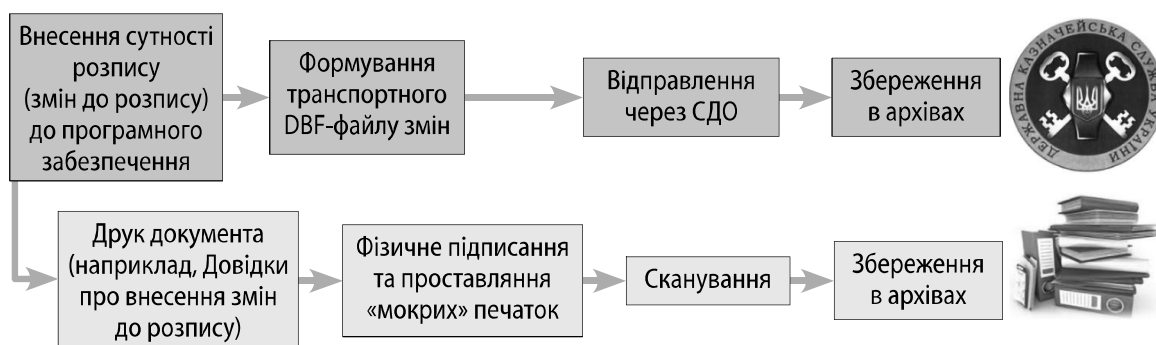 Внесення сутності
розпису
(змін до розпису)
до програмного
забезпечення
Формування
транспортного
DBF-файлу змін
Відправлення
через СДО
Збереження
в архівах
ДЕРЖАВНА КАЗНАЧЕЙСЬКА СЛУЖБА УКРАЇНИ
Друк документа
(наприклад, Довідки
про внесення змін
до розпису)
Фізичне підписання
та проставляння
«мокрих» печаток
Сканування
Збереження
в архівах